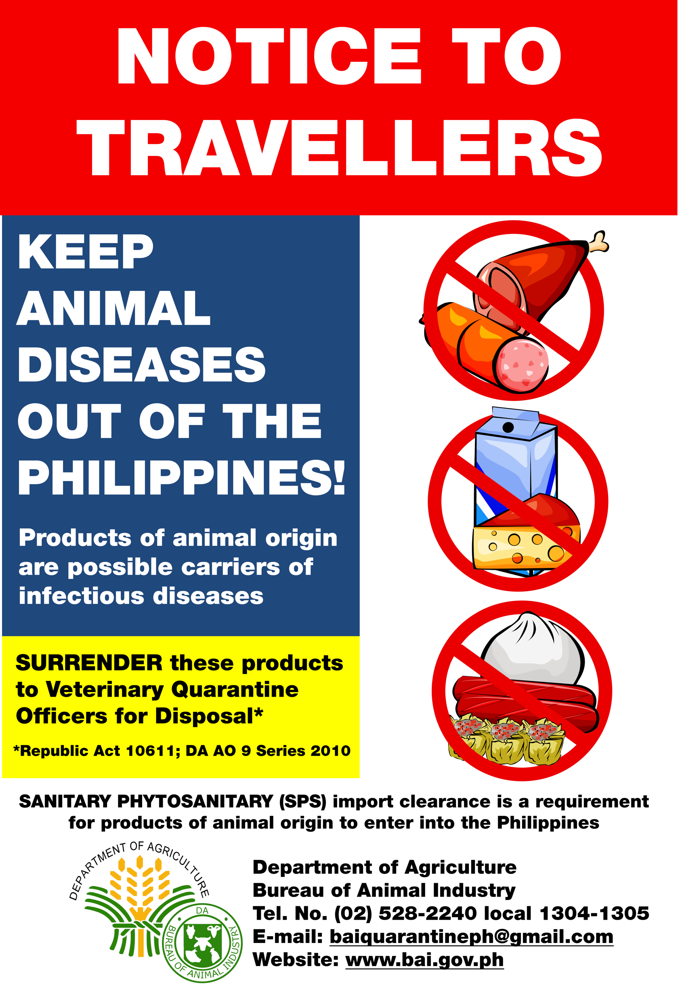 NOTICE TO
TRAVELLERS
KEEP
ANIMAL
DISEASES
OUT OF THE
PHILIPPINES!
Products of animal origin
are possible carriers of
infectious diseases
SURRENDER these products
to Veterinary Quarantine
Officers for Disposal*
*Republic Act 10611; DA AO 9 Series 2010
SANITARY PHYTOSANITARY (SPS) import clearance is a requirement
for products of animal origin to enter into the Philippines
DEPARTMENT OF AGRICULTURE
DA
BUREAU OF ANIMAL INDUSTRY
Department of Agriculture
Bureau of Animal Industry
Tel. No. (02) 528-2240 local 1304-1305
E-mail: baiquarantineph@gmail.com
Website: www.bai.gov.ph